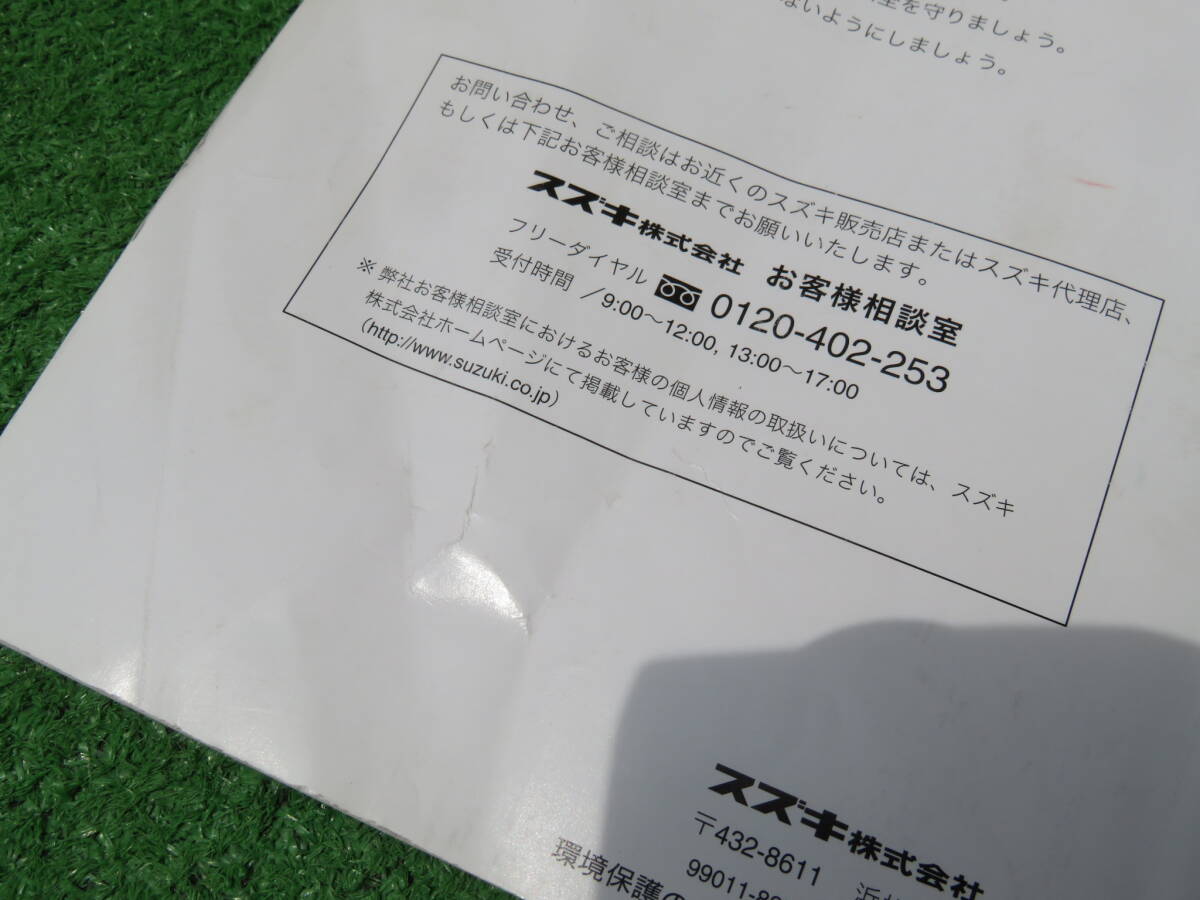 を守りましょう。
ないようにしましょう。
お問い合わせ、ご相談はお近くのスズキ販売店またはスズキ代理店、
もしくは下記お客様相談室までお願いいたします。
スズキ株式会社 お客様相談室
フリーダイヤル 0120-402-253
受付時間 /9:00〜12:00, 13:00〜17:00
※ 弊社お客様相談室におけるお客様の個人情報の取扱いについては、スズキ
株式会社ホームページにて掲載していますのでご覧ください。
(http://www.suzuki.co.jp)
スズキ株式会社
〒432-8611 浜
99011-8
環境保護の